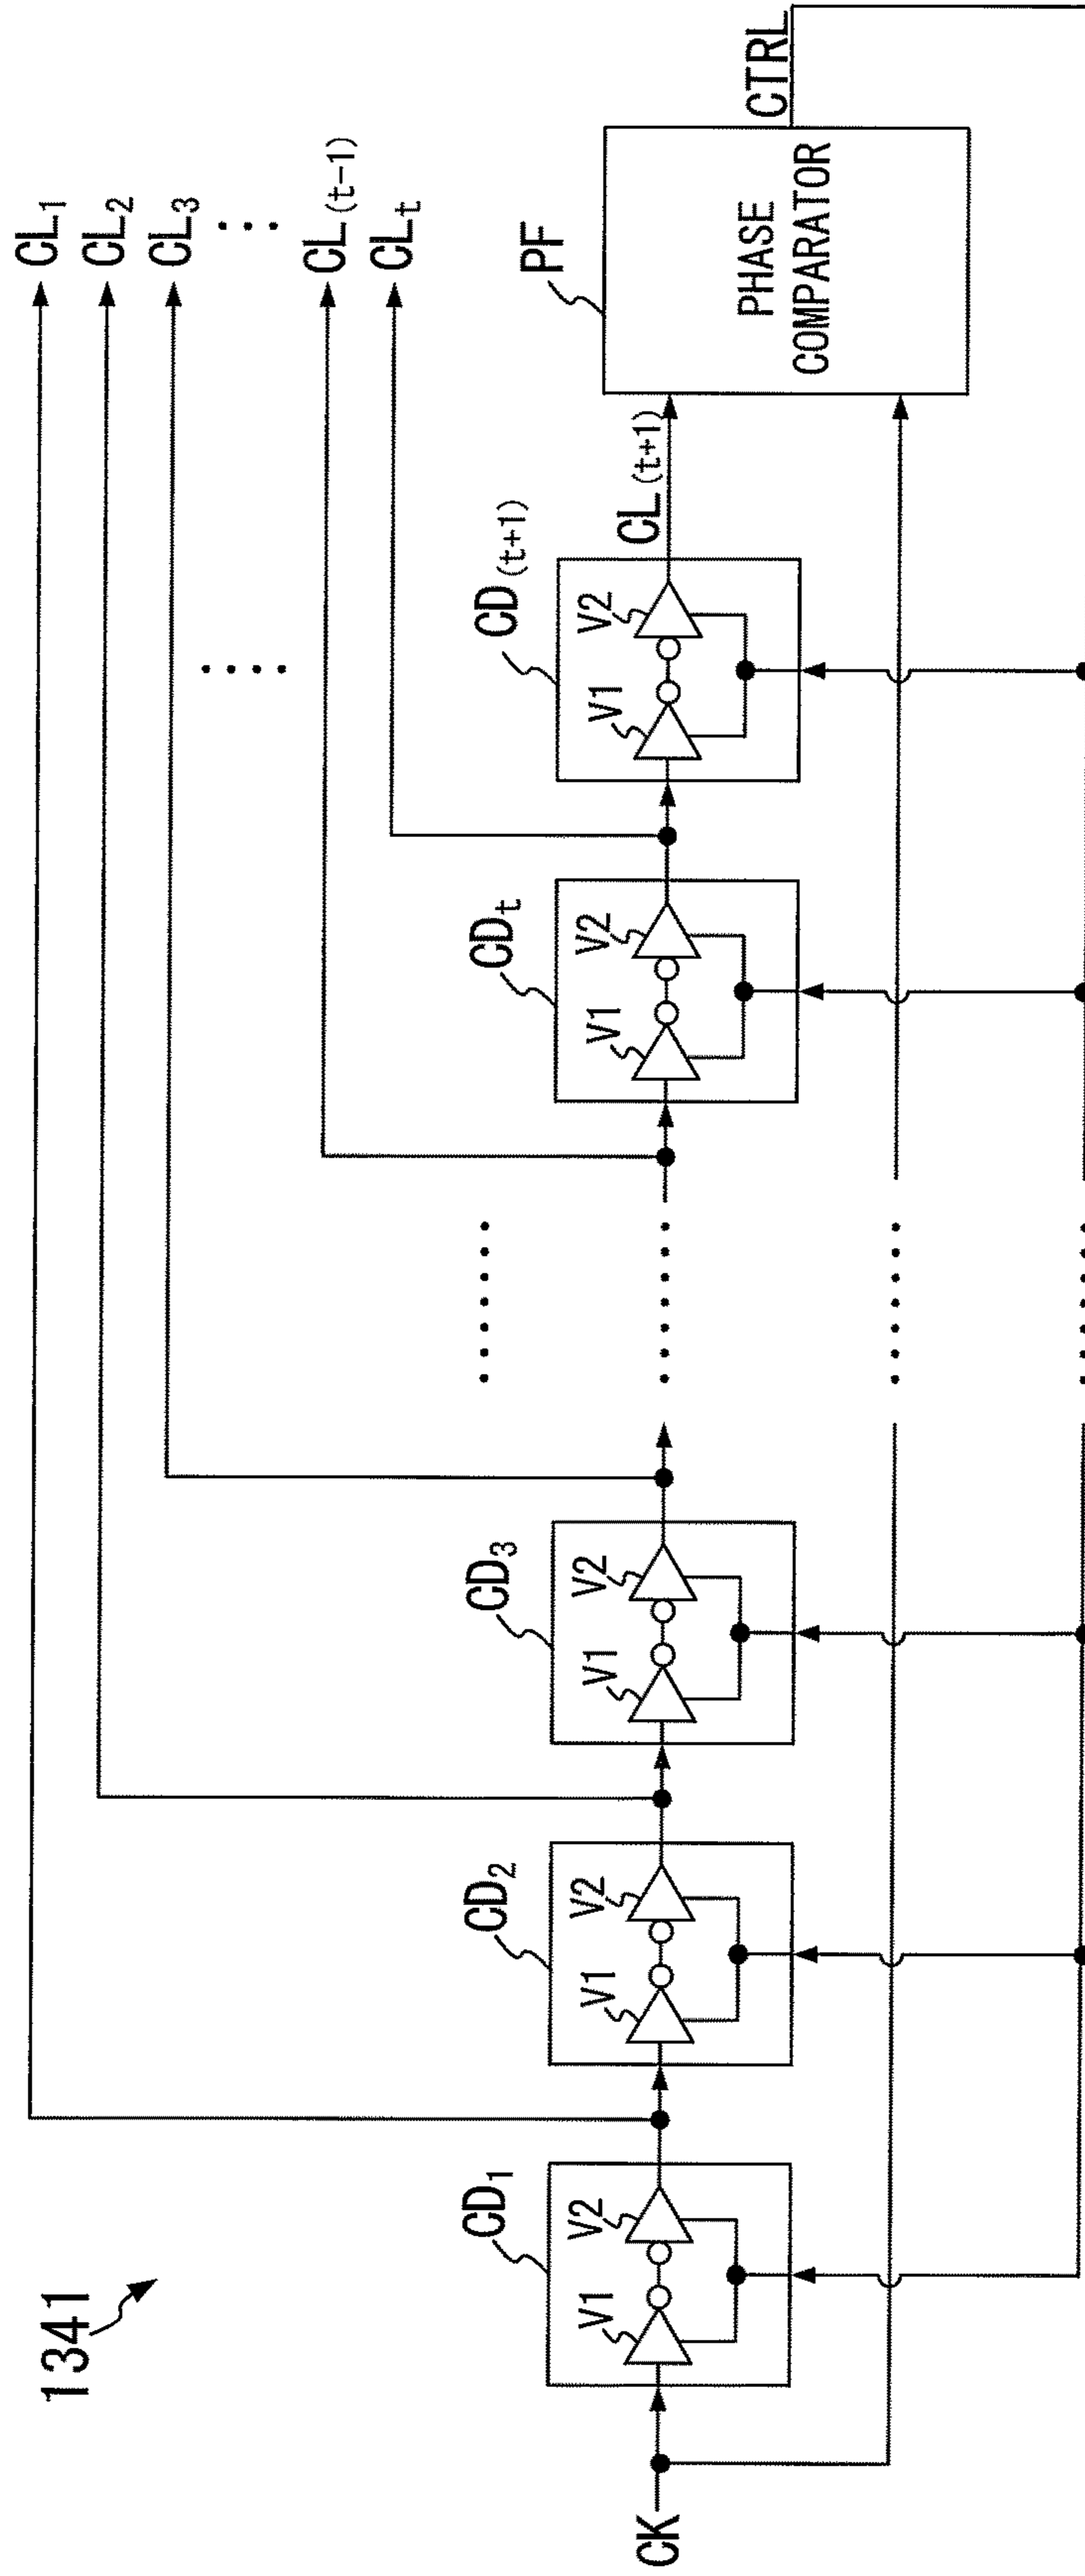 1341
CL1
CL2
CL3
CL(t-1)
CLt
CK
CD1
V1
V2
CD2
V1
V2
CD3
V1
V2
CDt
V1
V2
CD(t+1)
V1
V2
CL(t+1)
PF
PHASE
COMPARATOR
CTRL